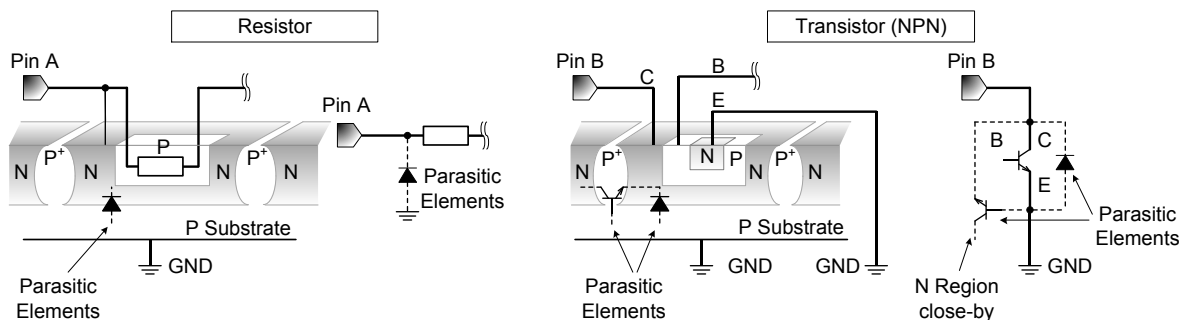 Resistor
Pin A
N
P+
N
P
N
P+
N
Parasitic
Elements
P Substrate
GND
Pin A
Parasitic
Elements
Transistor (NPN)
Pin B
C
B
E
N
P+
N
N
P
N
P+
N
Parasitic
Elements
P Substrate
GND
GND
Pin B
B
C
E
Parasitic
Elements
GND
N Region
close-by